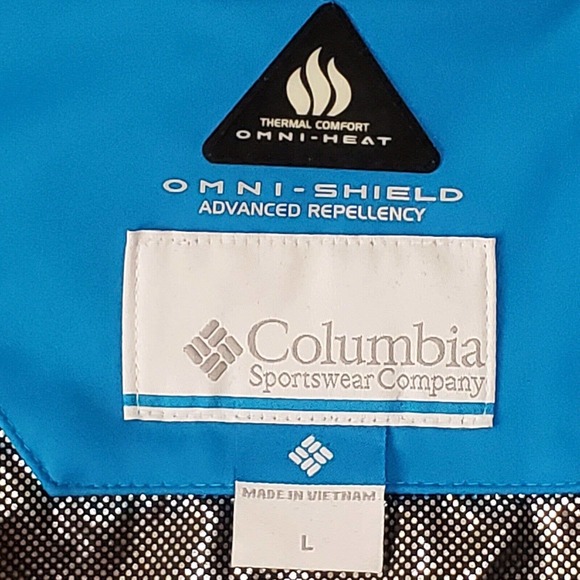 THERMAL COMFORT
OMNI-HEAT
OMNI-SHIELD
ADVANCED REPELLENCY
Columbia
Sportswear Company
MADE IN VIETNAM
L